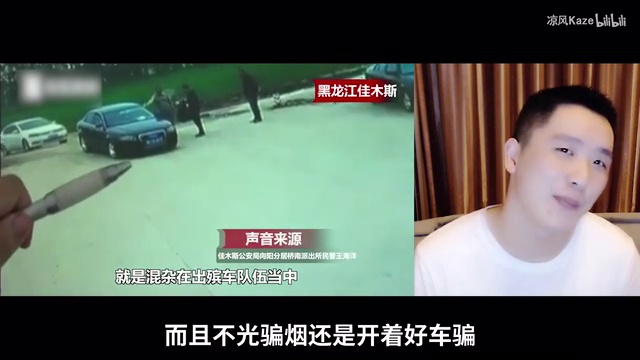 凉风Kaze bilibili
黑龙江佳木斯
声音来源
佳木斯公安局向阳分局桥南派出所民警王海洋
就是混杂在出殡车队伍当中
而且不光骗烟还是开着好车骗